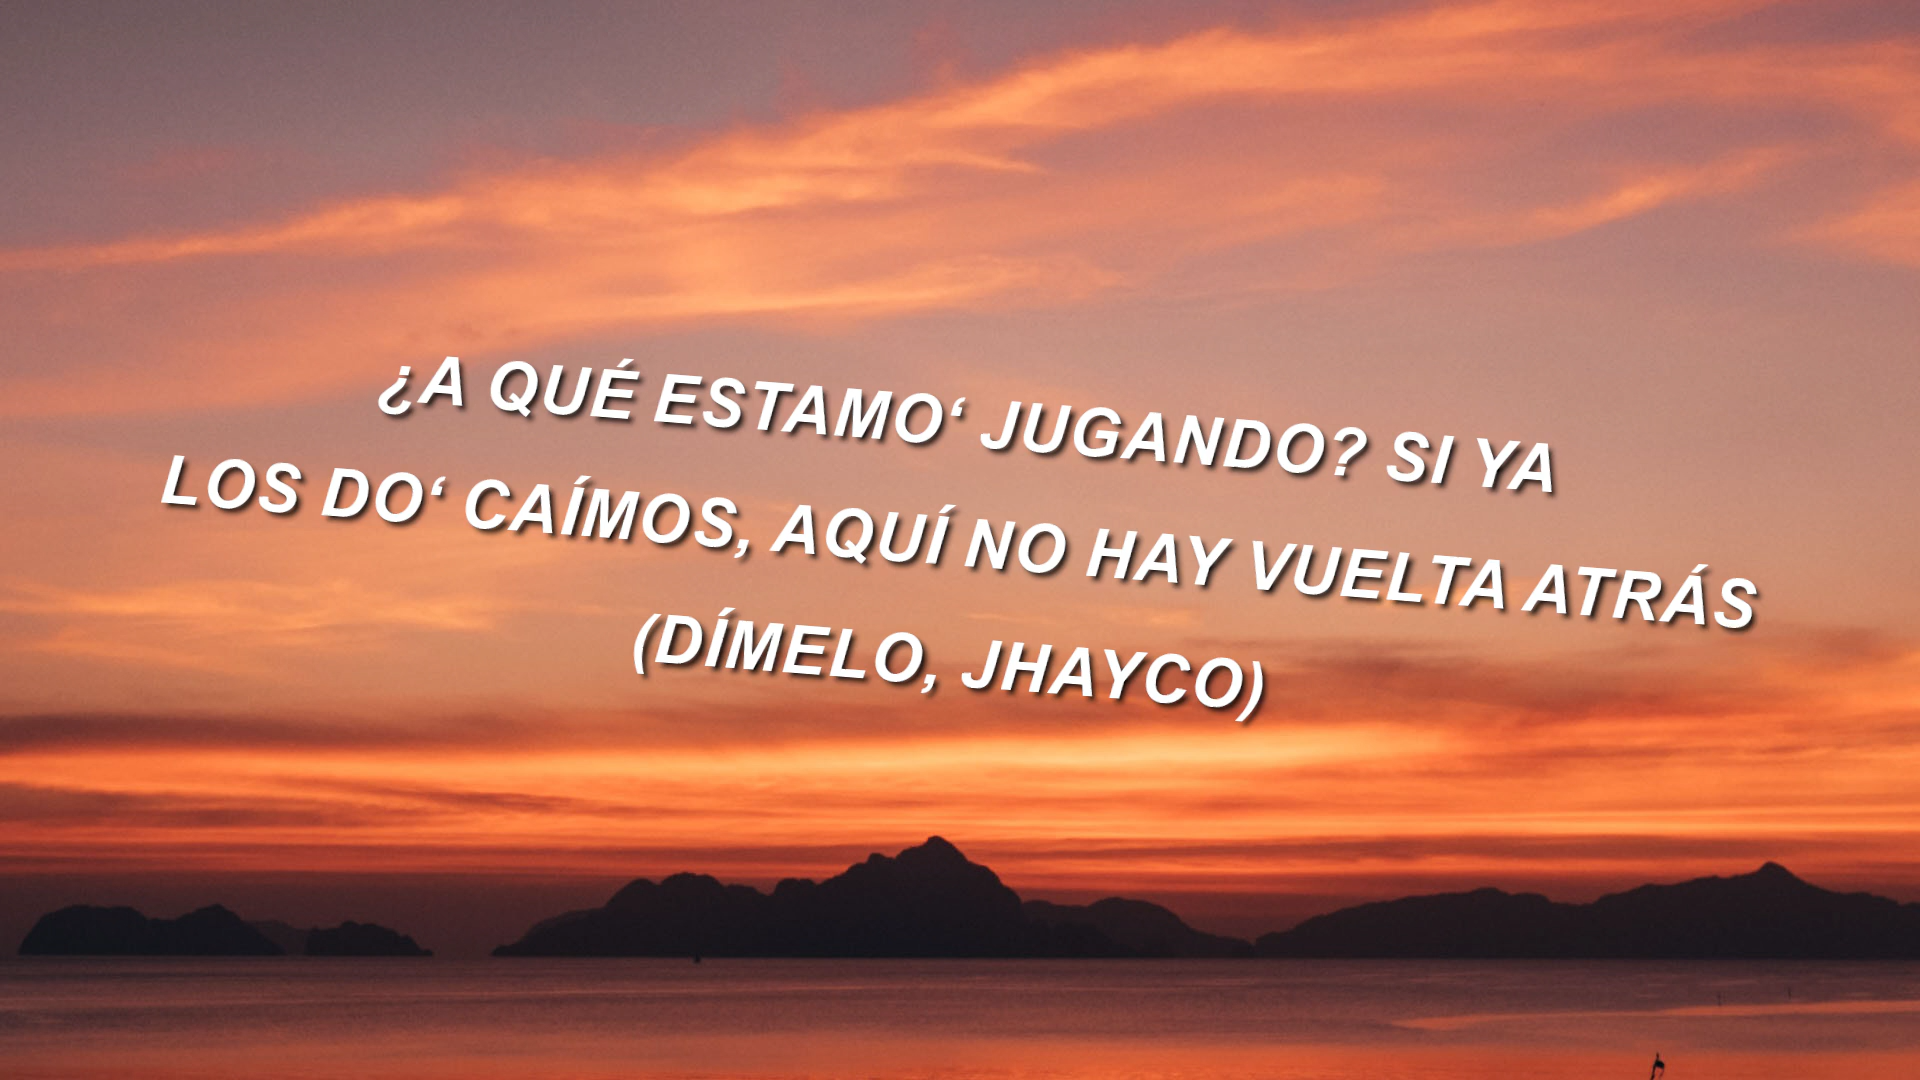 ¿A QUÉ ESTAMO‘ JUGANDO? SI YA
LOS DO‘ CAÍMOS, AQUÍ NO HAY VUELTA ATRÁS
(DÍMELO, JHAYCO)